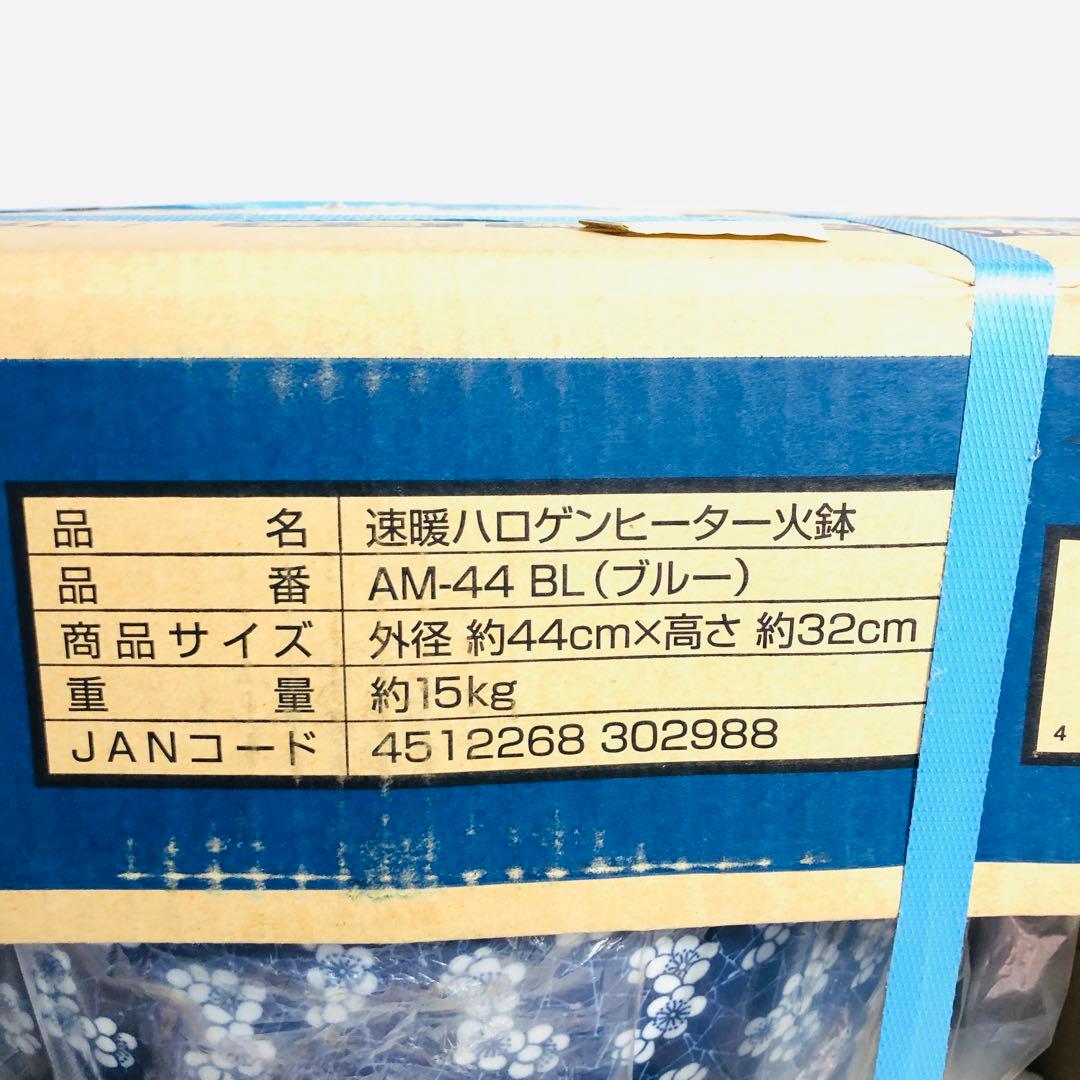 品名 速暖ハロゲンヒーター火鉢
品番 AM-44 BL(ブルー)
商品サイズ 外径 約44cm×高さ 約32cm
重量 約15kg
JANコード 4512268 302988
4